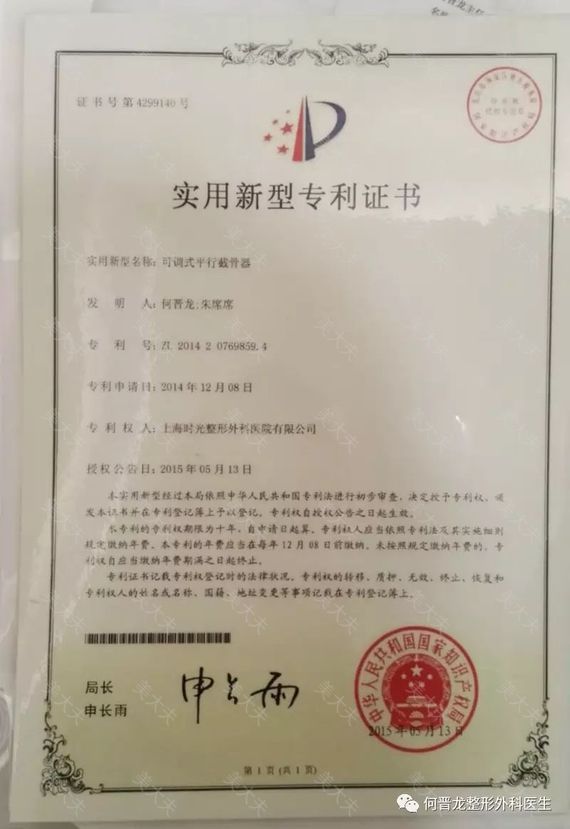 证书号第4299140号
实用新型专利证书
实用新型名称：可调式平行截骨器
发 明 人：何晋龙;朱席席
专 利 号：ZL 2014 2 0769859.4
专利申请日：2014年12月08日
专 利 权 人：上海时光整形外科医院有限公司
授权公告日：2015年05月13日
本实用新型经过本局依照中华人民共和国专利法进行初步审查，决定授予专利权，颁
发本证书并在专利登记簿上予以登记。专利权自授权公告之日起生效。
本专利的专利权期限为十年，自申请日起算。专利权人应当依照专利法及其实施细则
规定缴纳年费。本专利的年费应当在每年12月08日前缴纳。未按照规定缴纳年费的，专
利权自应当缴纳年费期满之日起终止。
专利证书记载专利权登记时的法律状况。专利权的转移、质押、无效、终止、恢复和
专利权人的姓名或名称、国籍、地址变更等事项记载在专利登记簿上。
局长
申长雨
申长雨
中华人民共和国国家知识产权局
2015年05月13日
第1页（共1页）
美大夫
何晋龙整形外科医生